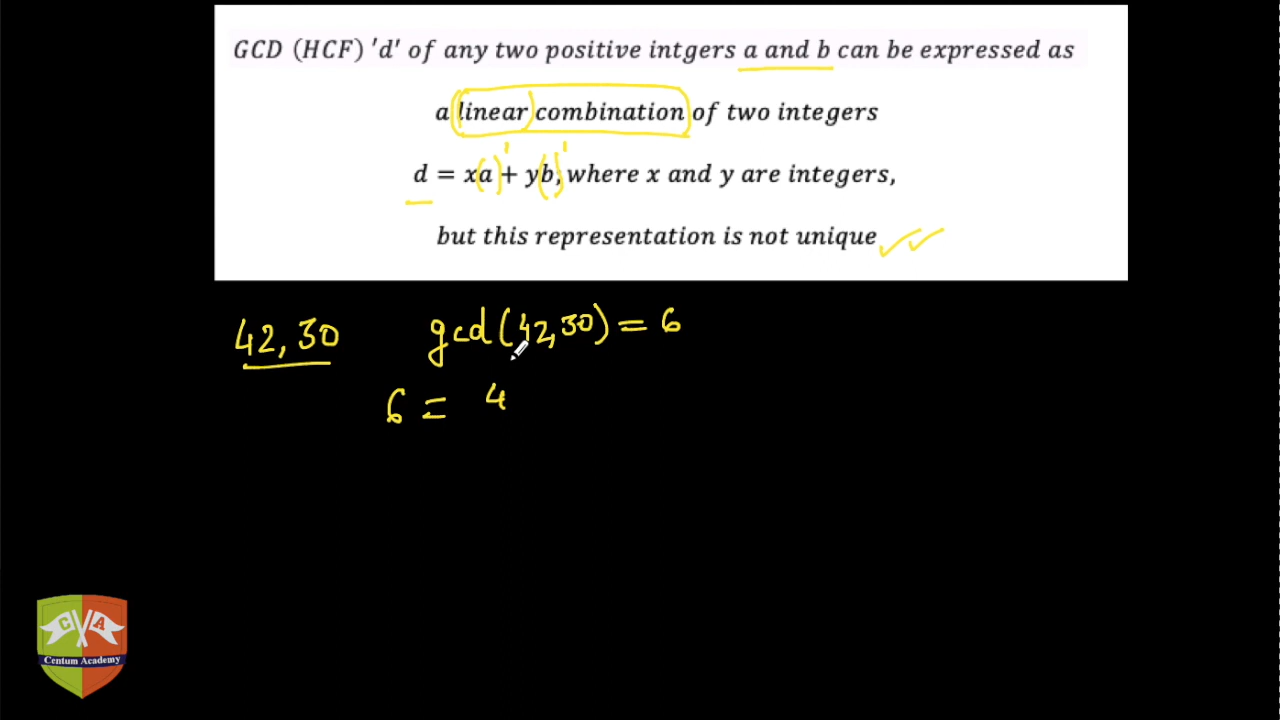 GCD (HCF) 'd' of any two positive intgers a and b can be expressed as
a linear combination of two integers
d = xa + yb, where x and y are integers,
but this representation is not unique
42, 30 gcd(42,30) = 6
6 = 4
C A
Centum Academy